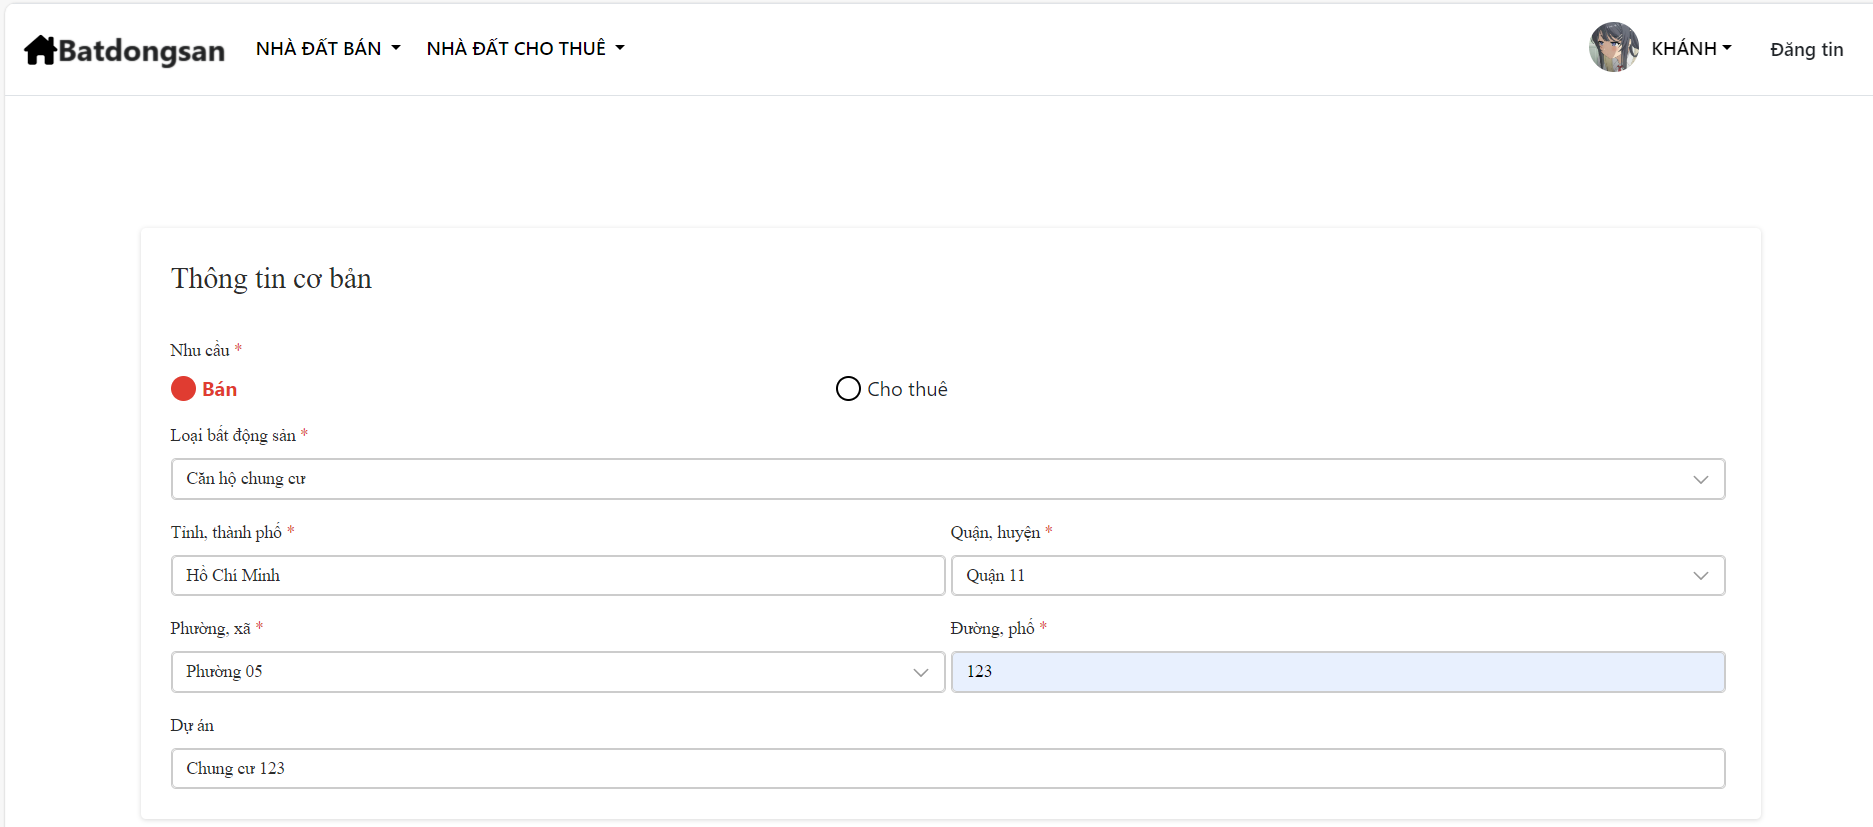 Batdongsan NHÀ ĐẤT BÁN NHÀ ĐẤT CHO THUÊ KHÁNH Đăng tin
Thông tin cơ bản
Nhu cầu *
Bán Cho thuê
Loại bất động sản *
Căn hộ chung cư
Tỉnh, thành phố * Quận, huyện *
Hồ Chí Minh Quận 11
Phường, xã * Đường, phố *
Phường 05 123
Dự án
Chung cư 123